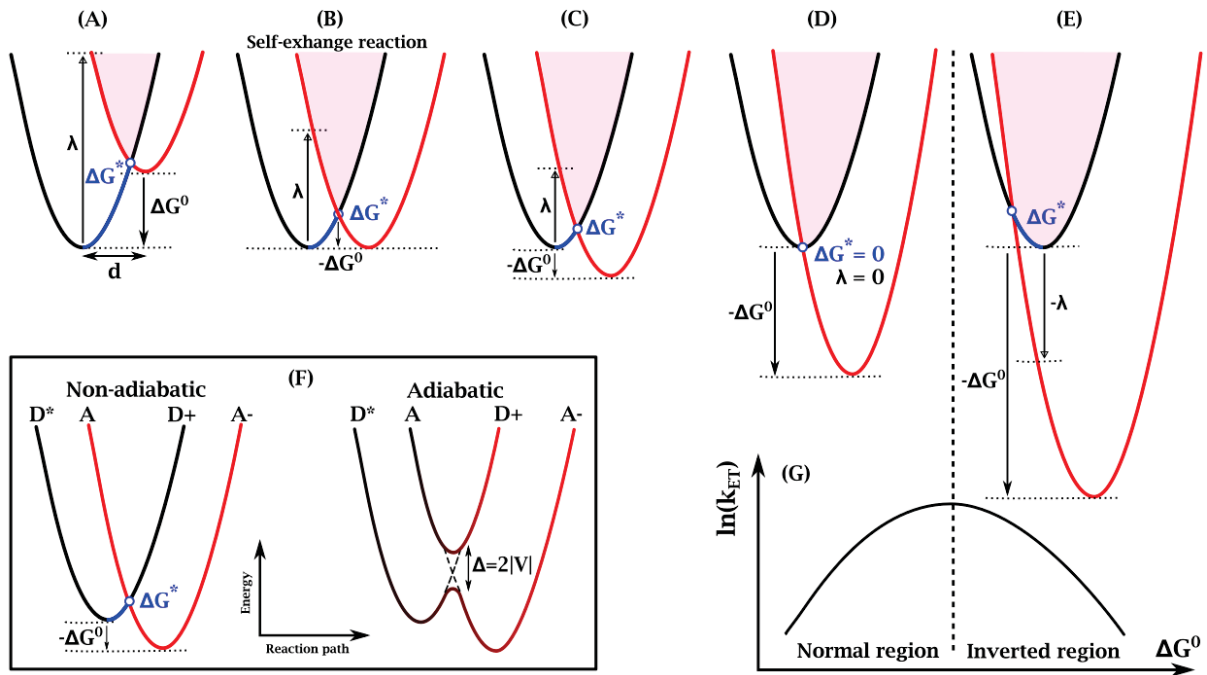 (A)
(B)
(C)
(D)
(E)
Self-exhange reaction
λ
ΔG*
ΔG⁰
d
λ
ΔG*
-ΔG⁰
λ
ΔG*
-ΔG⁰
ΔG* = 0
λ = 0
-ΔG⁰
ΔG*
-λ
-ΔG⁰
(F)
Non-adiabatic
Adiabatic
D* A D+ A-
D* A D+ A-
ΔG*
-ΔG⁰
Energy
Reaction path
Δ=2|V|
(G)
ln(kET)
Normal region
Inverted region
ΔG⁰